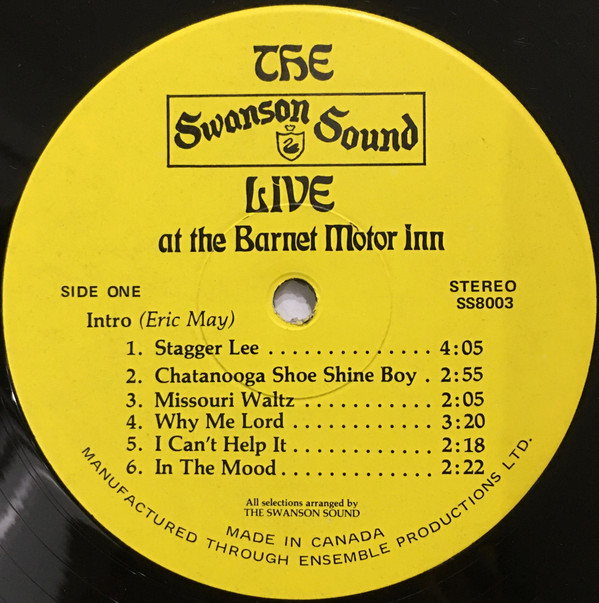 THE
Swanson Sound
LIVE
at the Barnet Motor Inn
SIDE ONE
STEREO
SS8003
Intro (Eric May)
1. Stagger Lee . . . . . . . . . . . . . . 4:05
2. Chatanooga Shoe Shine Boy . 2:55
3. Missouri Waltz . . . . . . . . . . . 2:05
4. Why Me Lord . . . . . . . . . . . . 3:20
5. I Can't Help It . . . . . . . . . . . . 2:18
6. In The Mood . . . . . . . . . . . . . 2:22
All selections arranged by
THE SWANSON SOUND
MADE IN CANADA
MANUFACTURED THROUGH ENSEMBLE PRODUCTIONS LTD.